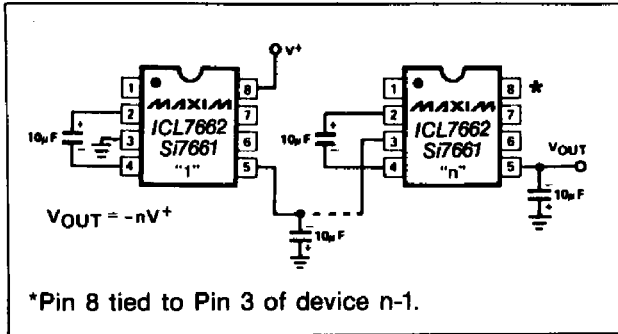 V+
1
2
3
4
8
7
6
5
MAXIM
ICL7662
Si7661
"1"
10μF
10μF
VOUT = -nV+
1
2
3
4
8
7
6
5
*
MAXIM
ICL7662
Si7661
"n"
10μF
VOUT
10μF
*Pin 8 tied to Pin 3 of device n-1.